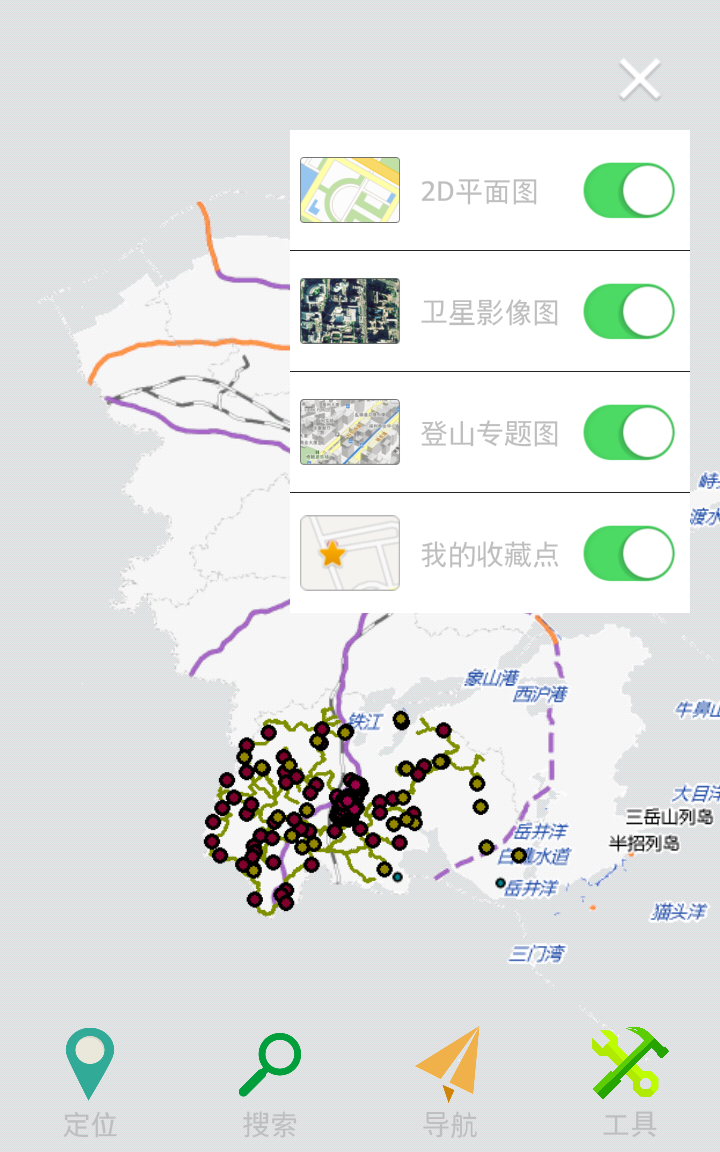 2D平面图
卫星影像图
登山专题图
我的收藏点
渡水
象山港
西沪港
牛鼻山
铁江
大目洋
三岳山列岛
岳井洋
半招列岛
水道
岳井洋
猫头洋
三门湾
定位
搜索
导航
工具